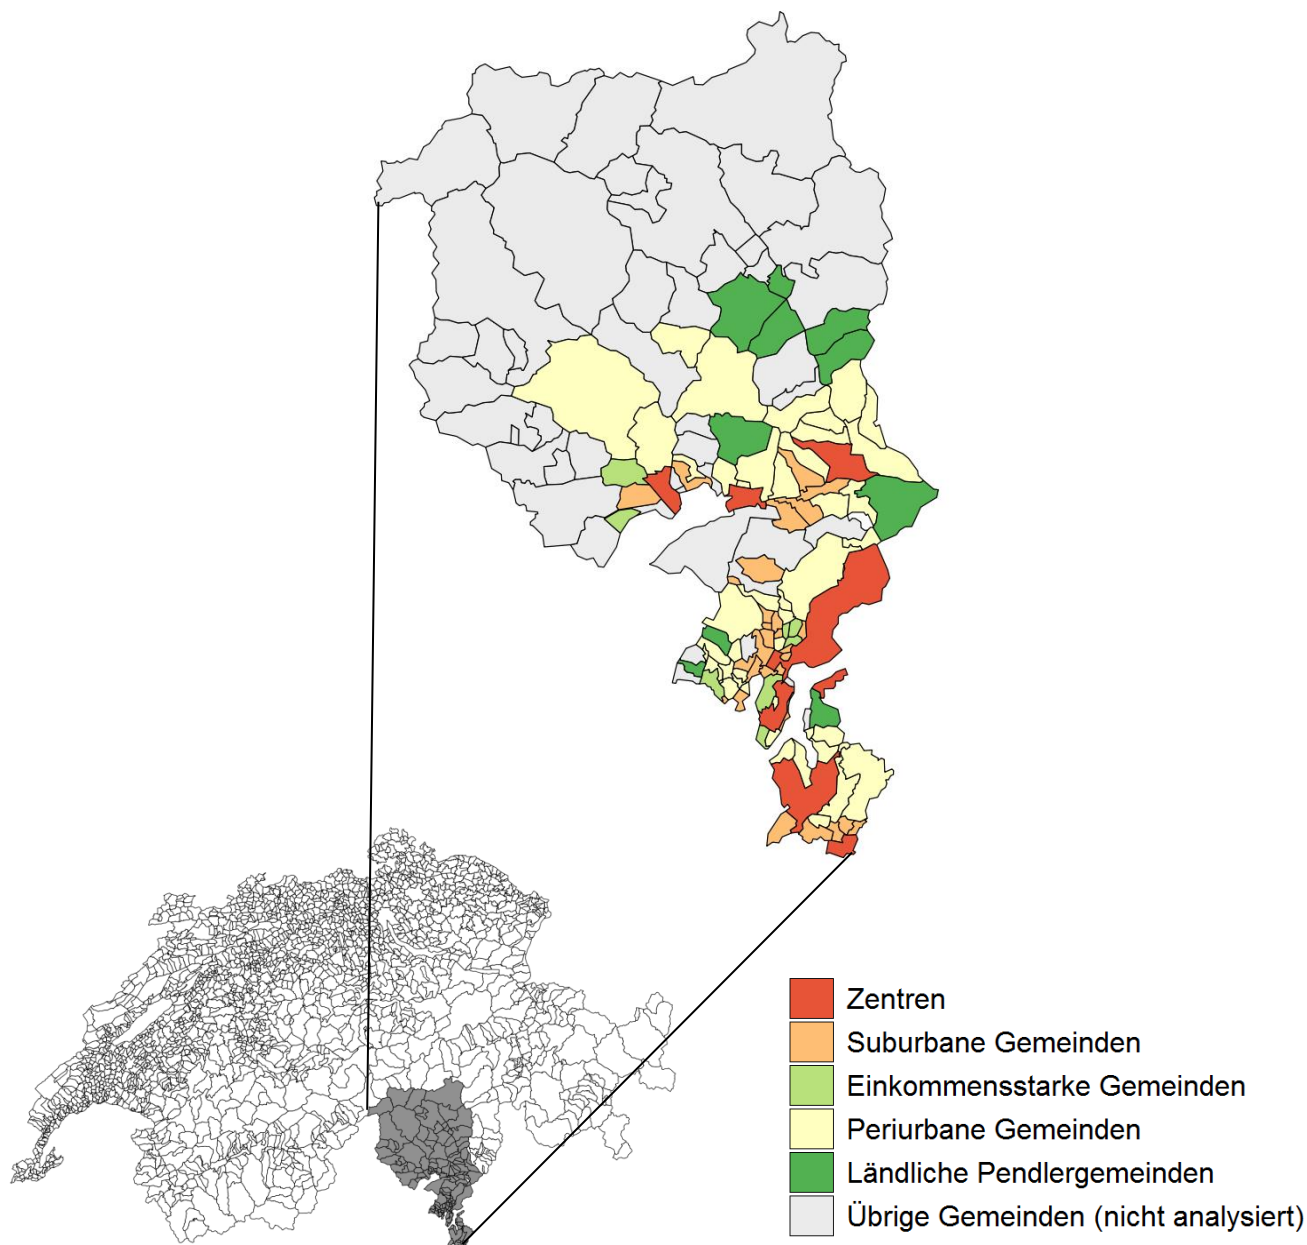 Zentren
Suburbane Gemeinden
Einkommensstarke Gemeinden
Periurbane Gemeinden
Ländliche Pendlergemeinden
Übrige Gemeinden (nicht analysiert)